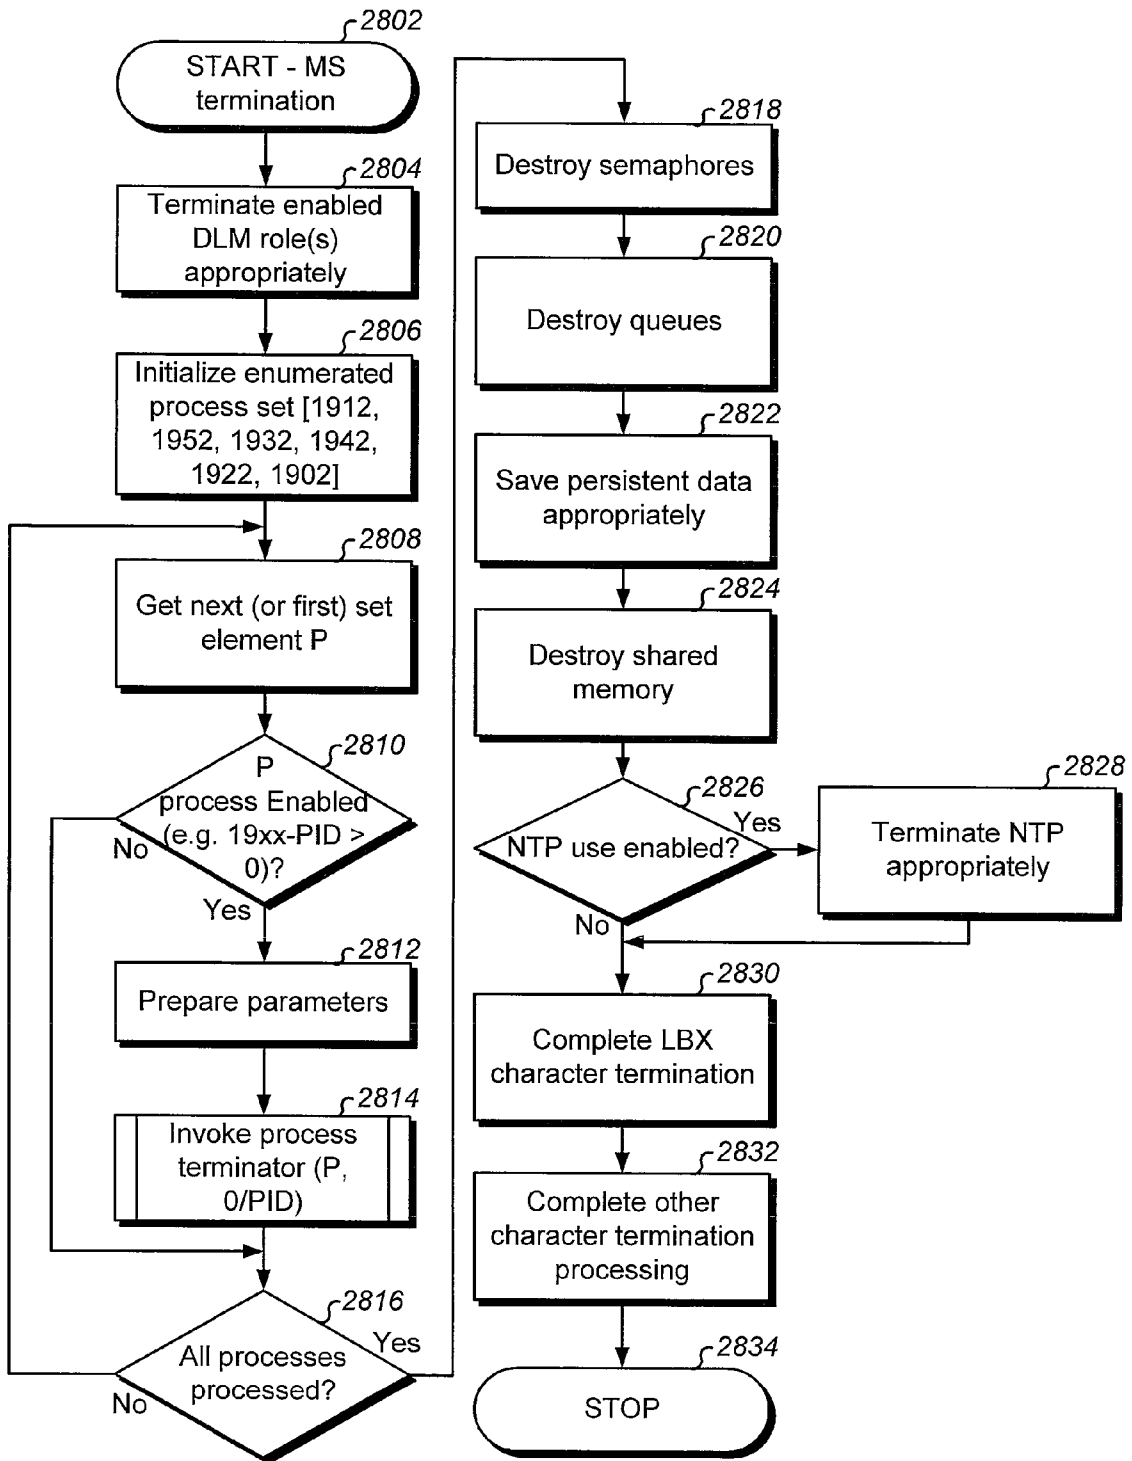 2802
START - MS
termination
2804
Terminate enabled
DLM role(s)
appropriately
2806
Initialize enumerated
process set [1912,
1952, 1932, 1942,
1922, 1902]
2808
Get next (or first) set
element P
2810
P
process Enabled
(e.g. 19xx-PID >
0)?
No
Yes
2812
Prepare parameters
2814
Invoke process
terminator (P,
0/PID)
2816
All processes
processed?
Yes
No
2818
Destroy semaphores
2820
Destroy queues
2822
Save persistent data
appropriately
2824
Destroy shared
memory
2826
NTP use enabled?
Yes
No
2828
Terminate NTP
appropriately
2830
Complete LBX
character termination
2832
Complete other
character termination
processing
2834
STOP